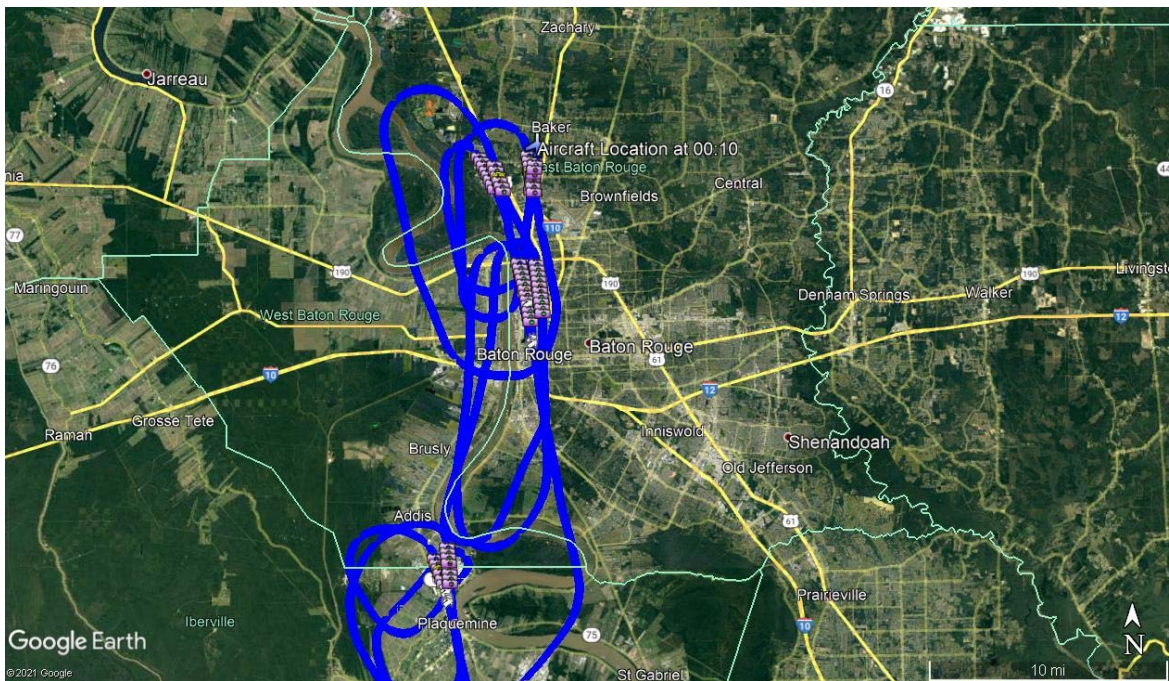 Zachary
Jarreau
16
Baker
Aircraft Location at 00:10
East Baton Rouge
44
Central
Brownfields
77
110
190
190
190
Livingst
Maringouin
Denham Springs
Walker
West Baton Rouge
12
Baton Rouge
Baton Rouge
61
76
10
12
Grosse Tete
Ramah
Inniswold
Shenandoah
Brusly
Old Jefferson
Addis
61
Prairieville
Iberville
Plaquemine
10
75
N
Google Earth
©2021 Google
St Gabriel
10 mi